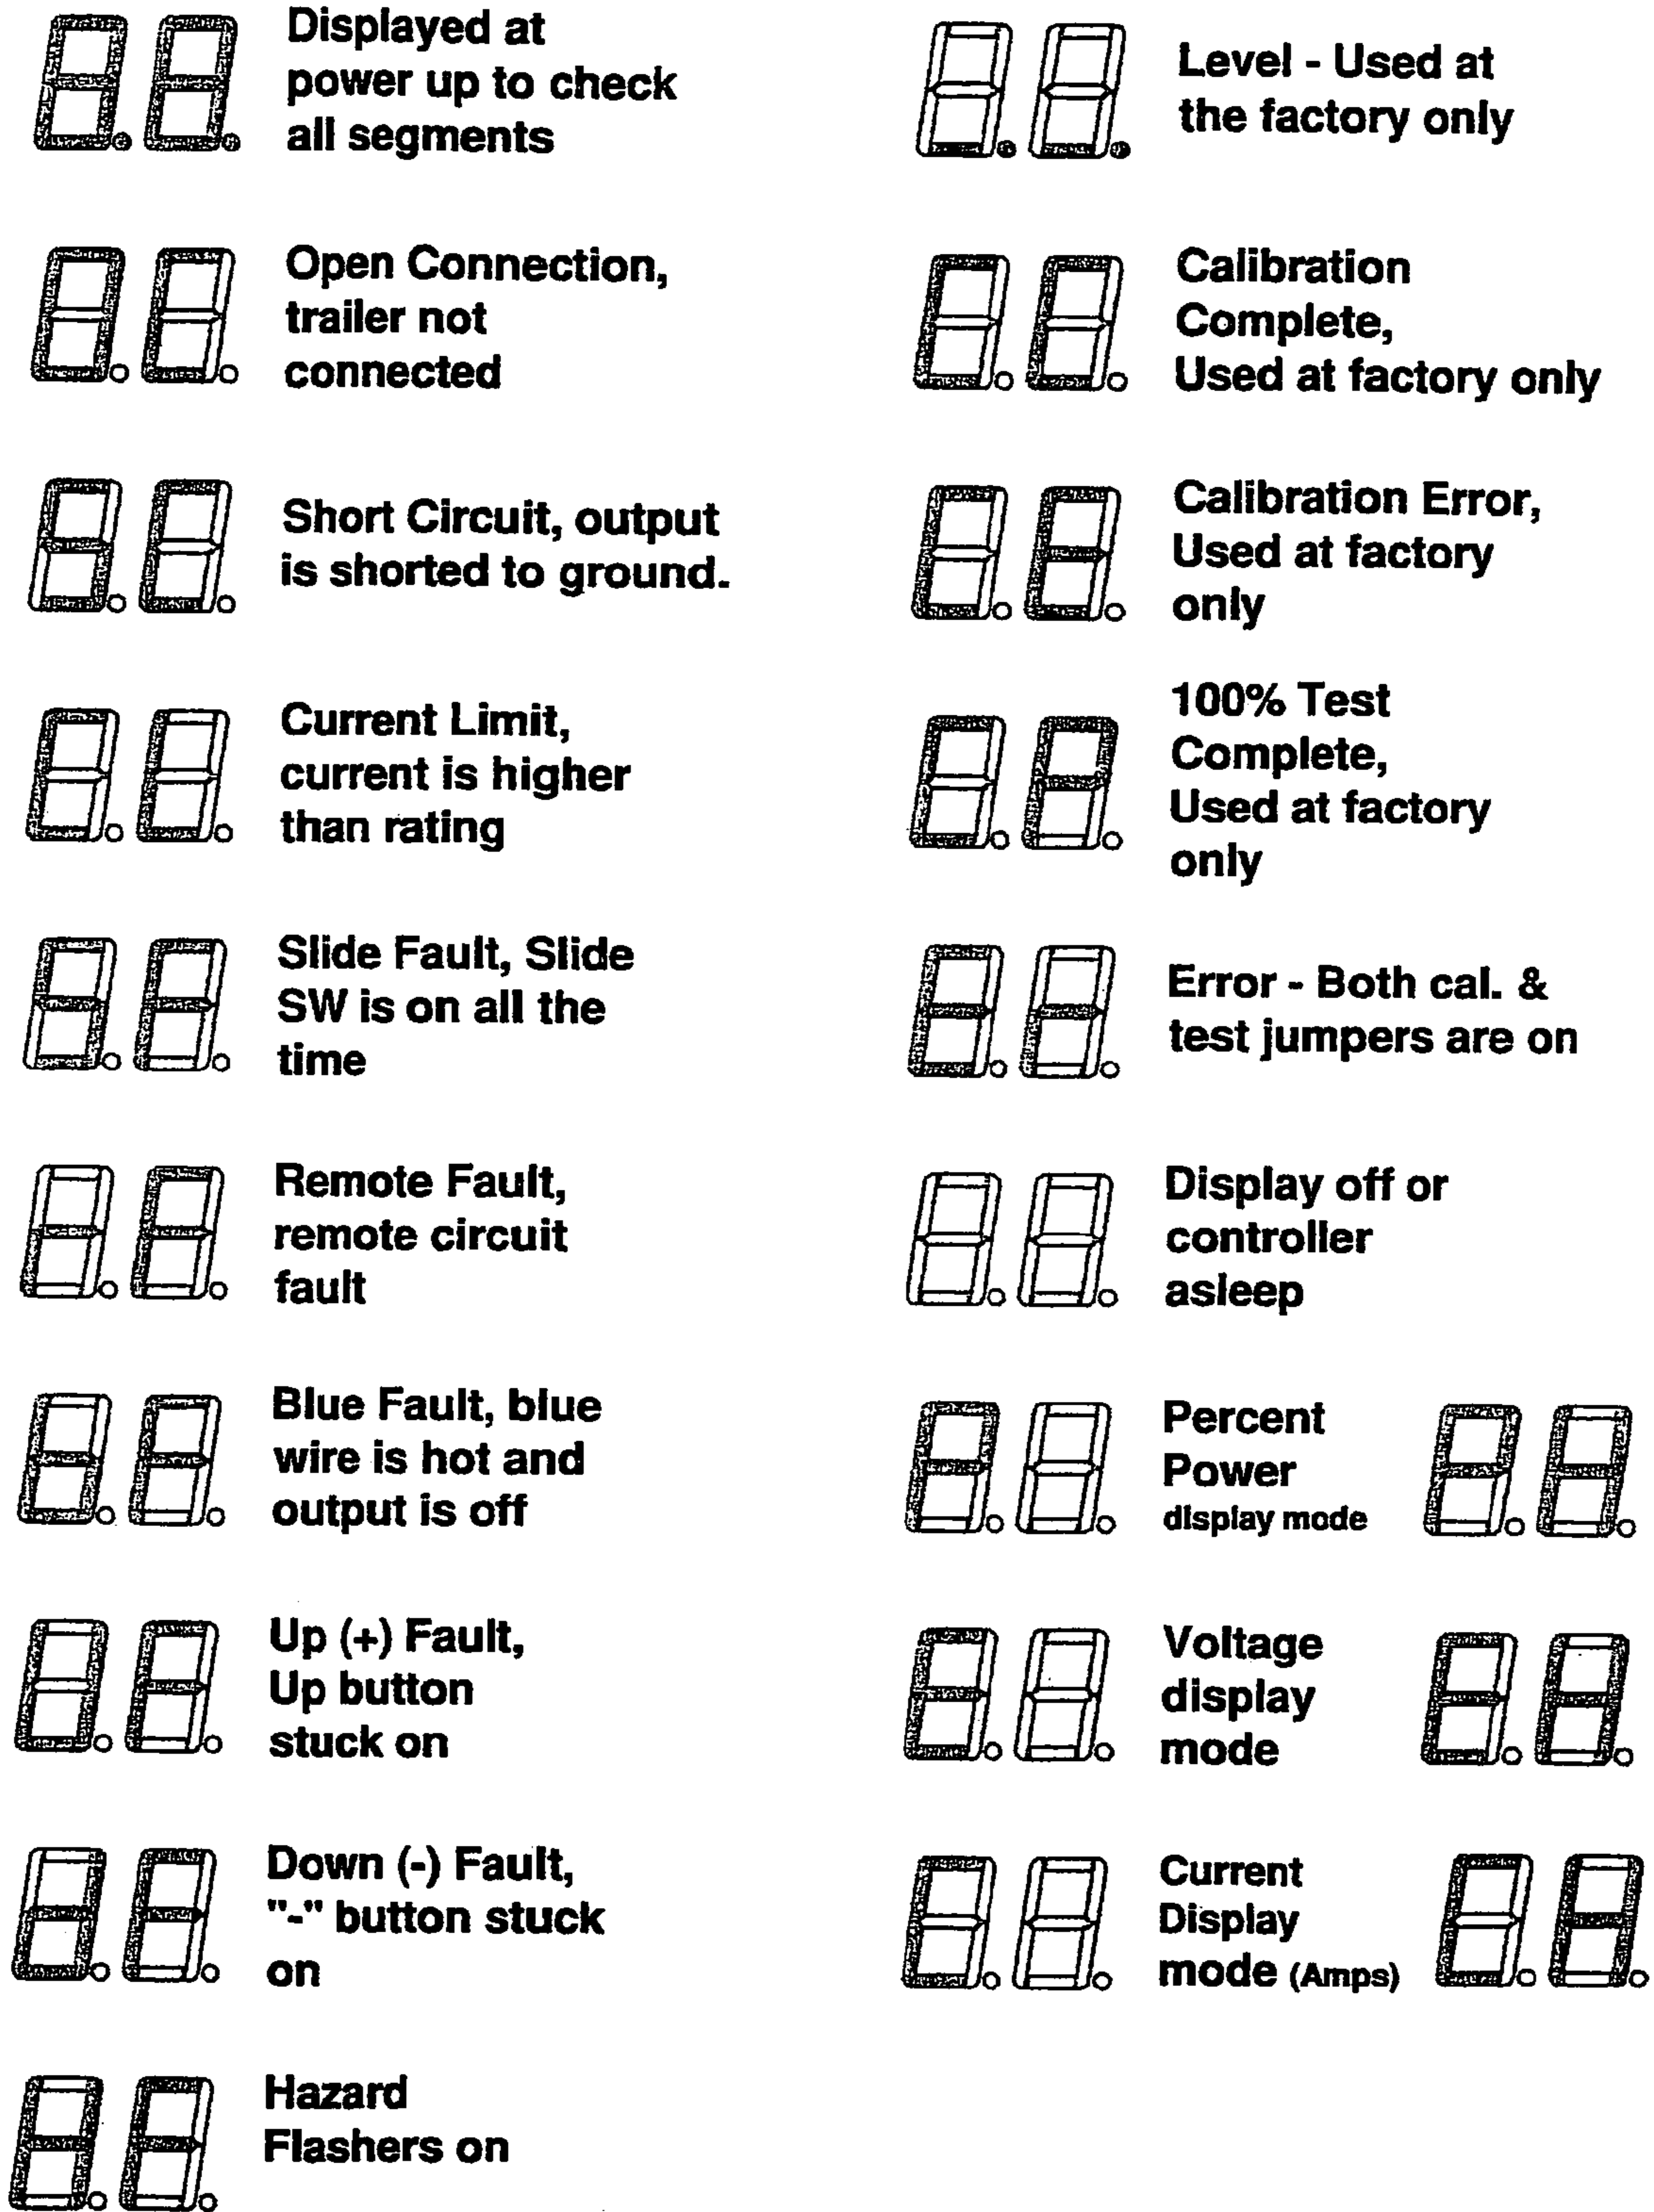 Displayed at
power up to check
all segments
Open Connection,
trailer not
connected
Short Circuit, output
is shorted to ground.
Current Limit,
current is higher
than rating
Slide Fault, Slide
SW is on all the
time
Remote Fault,
remote circuit
fault
Blue Fault, blue
wire is hot and
output is off
Up (+) Fault,
Up button
stuck on
Down (-) Fault,
"-" button stuck
on
Hazard
Flashers on
Level - Used at
the factory only
Calibration
Complete,
Used at factory only
Calibration Error,
Used at factory
only
100% Test
Complete,
Used at factory
only
Error - Both cal. &
test jumpers are on
Display off or
controller
asleep
Percent
Power
display mode
Voltage
display
mode
Current
Display
mode (Amps)